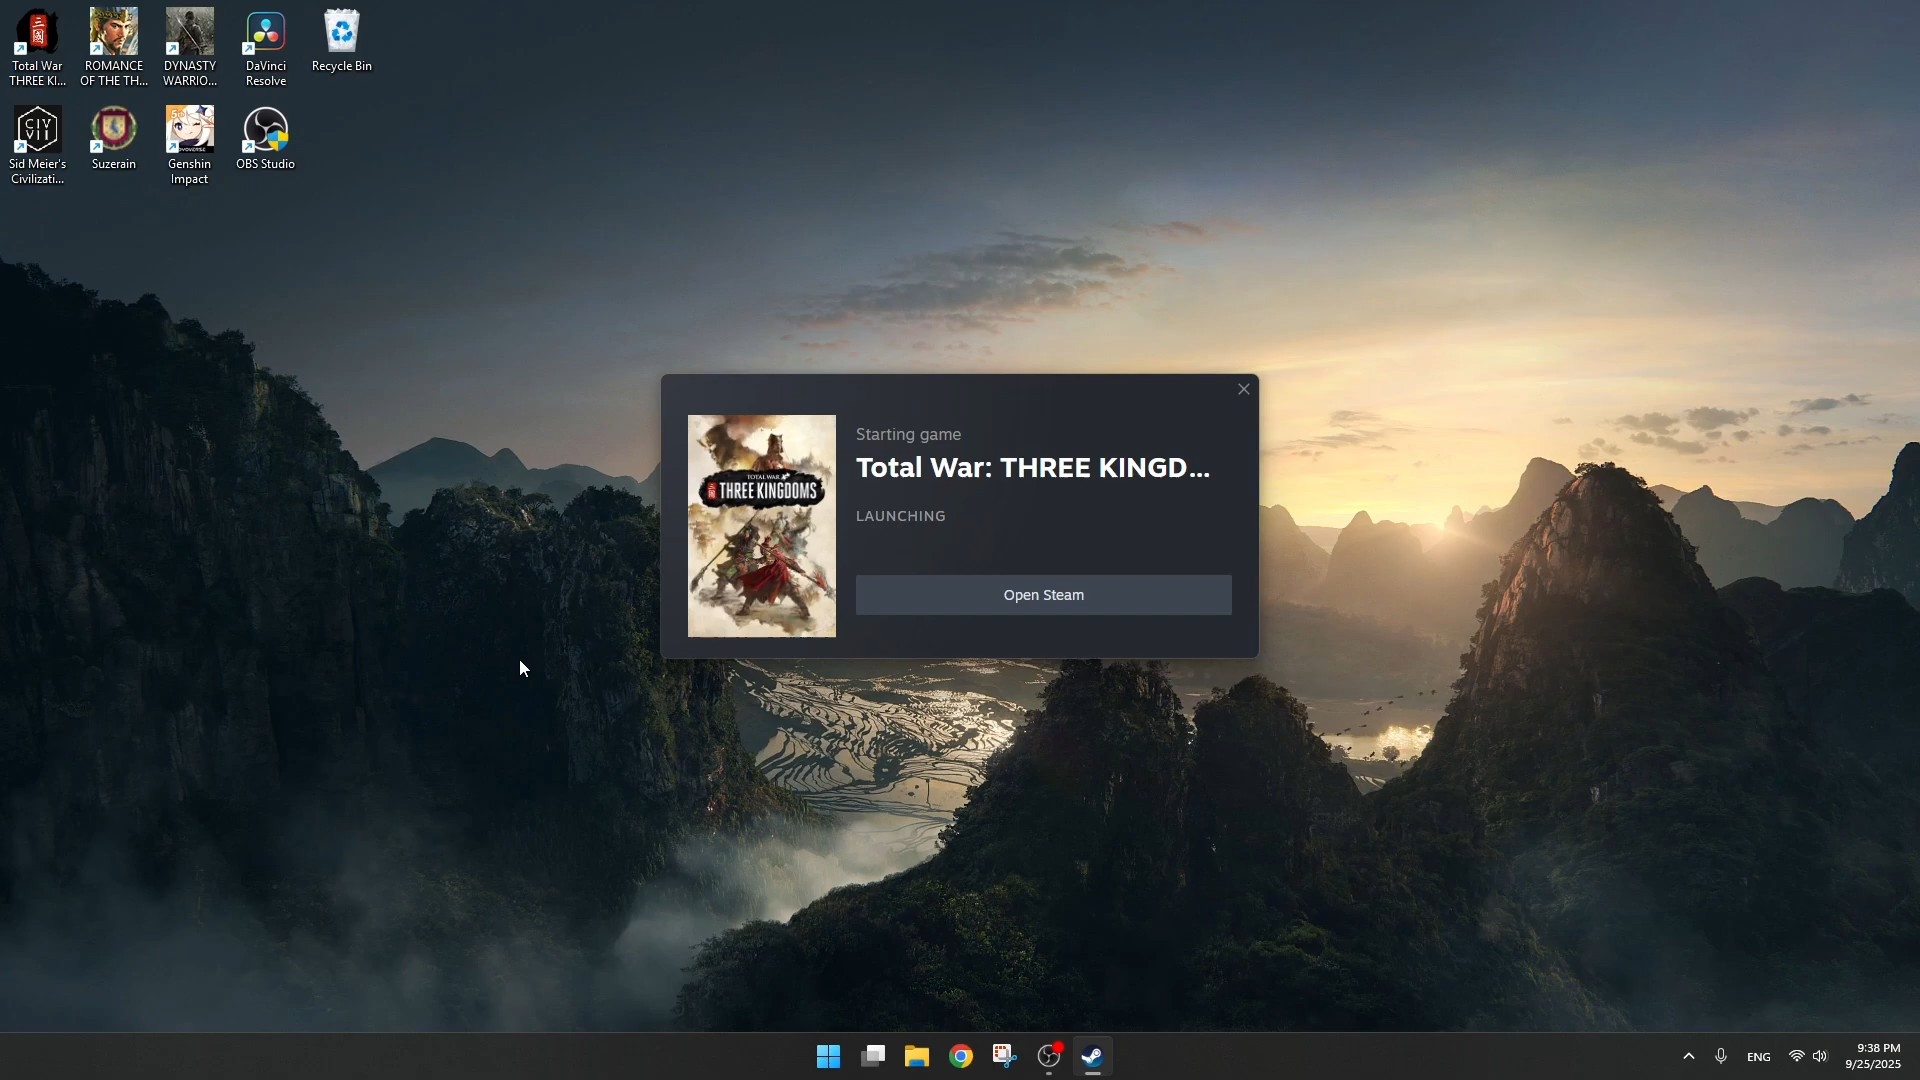 Total War
THREE KI...
ROMANCE
OF THE TH...
DYNASTY
WARRIO...
DaVinci
Resolve
Recycle Bin
CIV
VII
Sid Meier's
Civilizati...
Suzerain
Genshin
Impact
OBS Studio
Starting game
Total War: THREE KINGD...
LAUNCHING
Open Steam
TOTAL WAR
THREE KINGDOMS
ENG
9:38 PM
9/25/2025